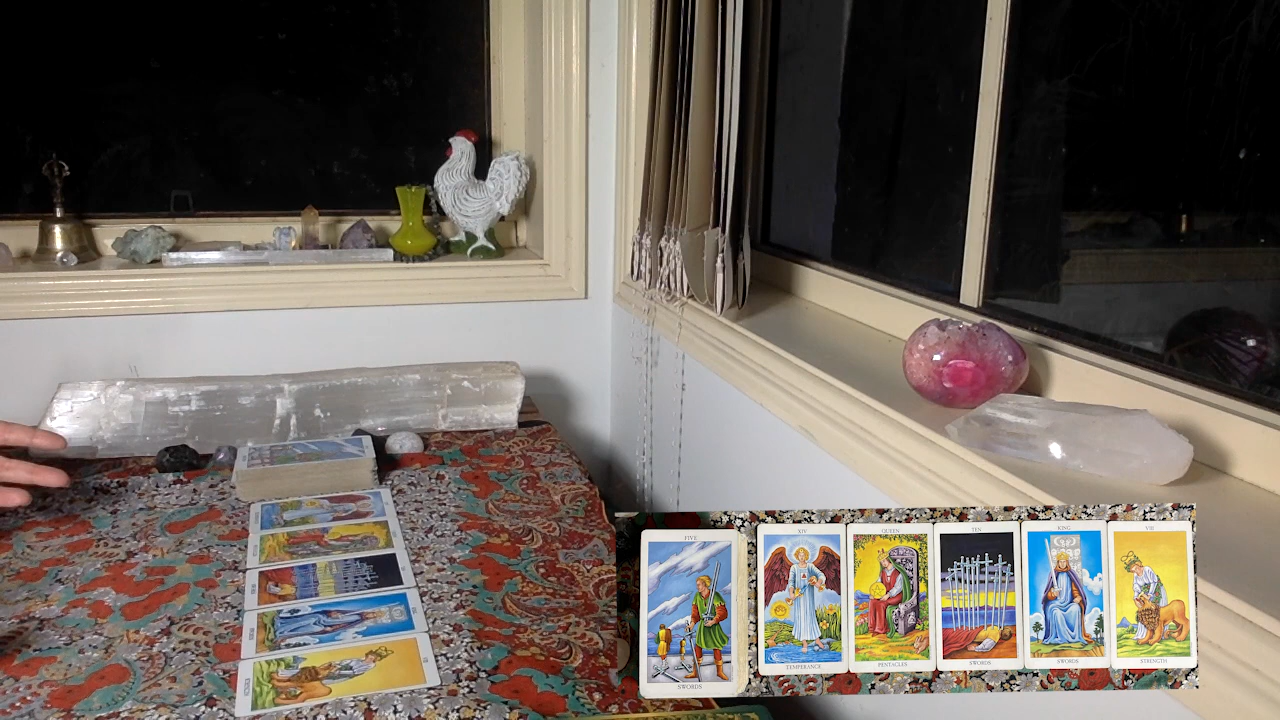 FIVE
SWORDS
XIV
TEMPERANCE
QUEEN
PENTACLES
TEN
SWORDS
KING
SWORDS
VIII
STRENGTH